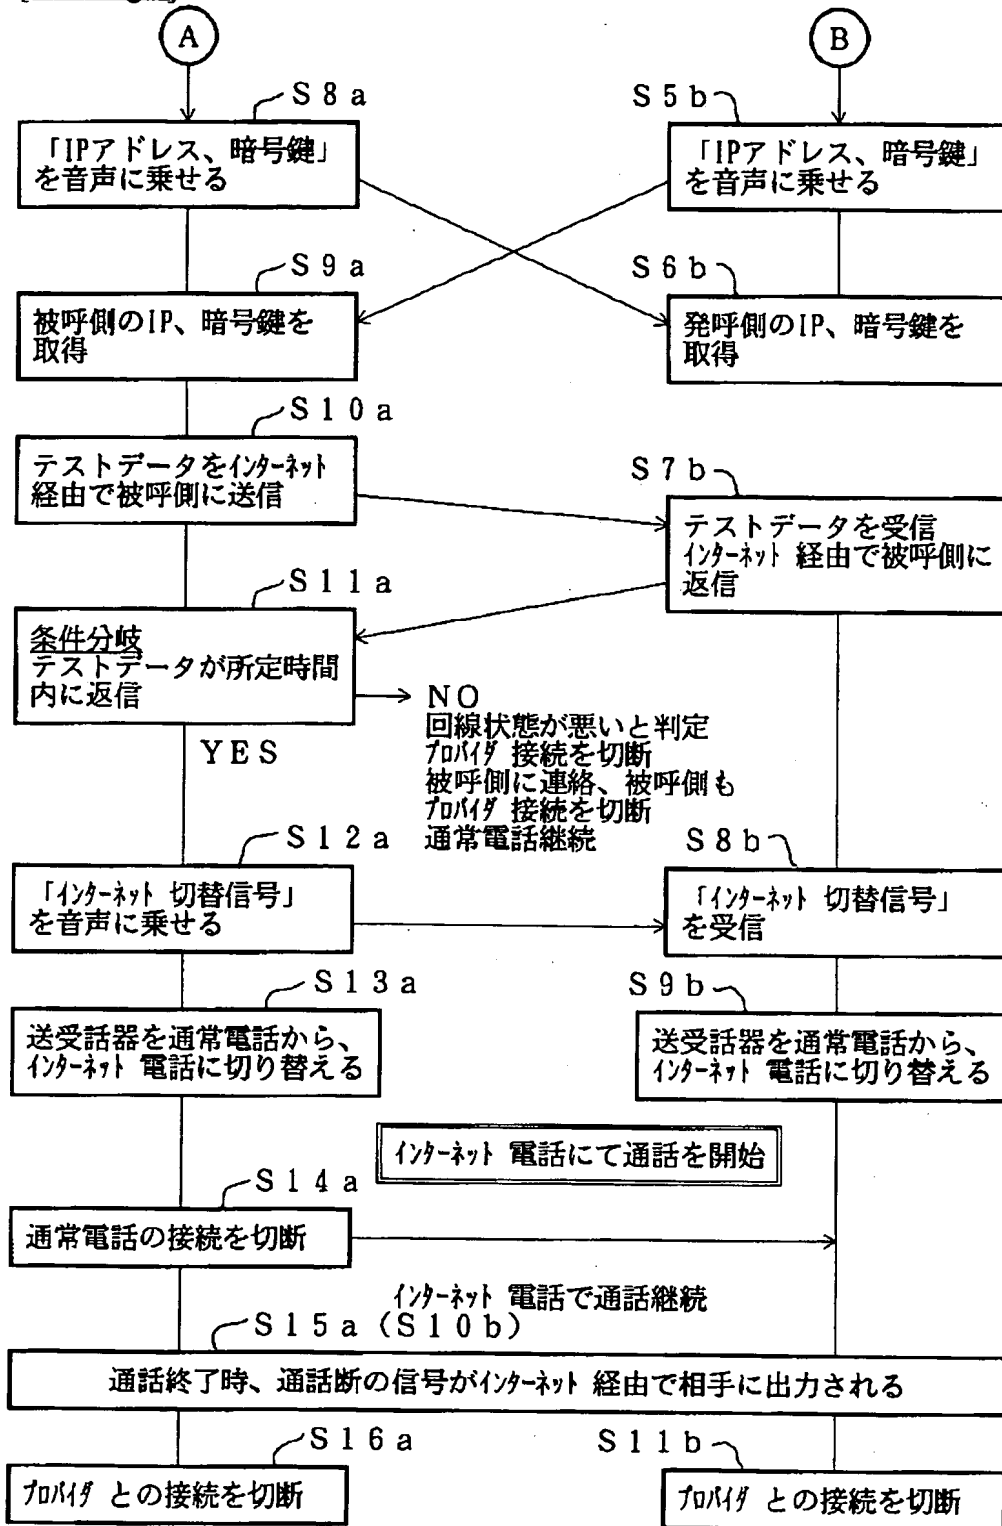 A
B
S8a
S5b
「IPアドレス、暗号鍵」
を音声に乗せる
「IPアドレス、暗号鍵」
を音声に乗せる
S9a
S6b
被呼側のIP、暗号鍵を
取得
発呼側のIP、暗号鍵を
取得
S10a
テストデータをインターネット
経由で被呼側に送信
S7b
テストデータを受信
インターネット 経由で被呼側に
返信
S11a
条件分岐
テストデータが所定時間
内に返信
NO
回線状態が悪いと判定
プロバイダ 接続を切断
被呼側に連絡、被呼側も
プロバイダ 接続を切断
通常電話継続
YES
S12a
S8b
「インターネット 切替信号」
を音声に乗せる
「インターネット 切替信号」
を受信
S13a
S9b
送受話器を通常電話から、
インターネット 電話に切り替える
送受話器を通常電話から、
インターネット 電話に切り替える
インターネット 電話にて通話を開始
S14a
通常電話の接続を切断
インターネット 電話で通話継続
S15a(S10b)
通話終了時、通話断の信号がインターネット 経由で相手に出力される
S16a
S11b
プロバイダ との接続を切断
プロバイダ との接続を切断